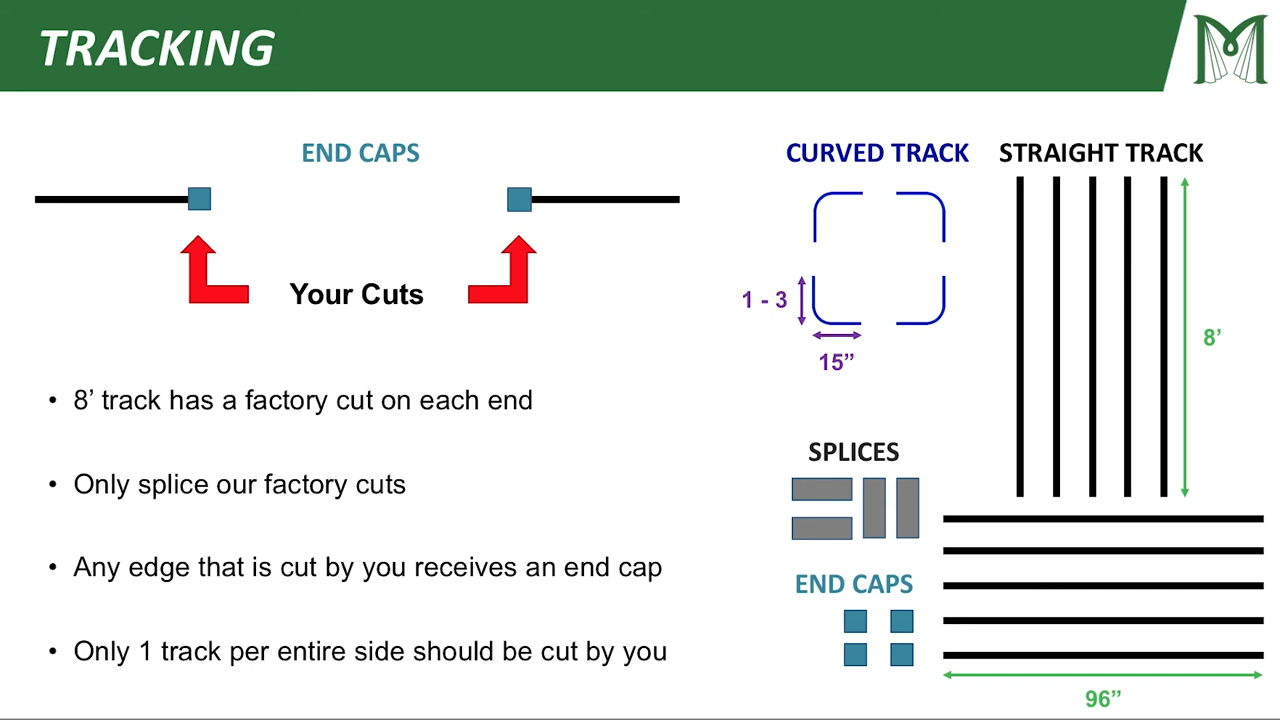 TRACKING
M
END CAPS
Your Cuts
• 8’ track has a factory cut on each end
• Only splice our factory cuts
• Any edge that is cut by you receives an end cap
• Only 1 track per entire side should be cut by you
CURVED TRACK
1 - 3
15”
SPLICES
END CAPS
STRAIGHT TRACK
8’
96”